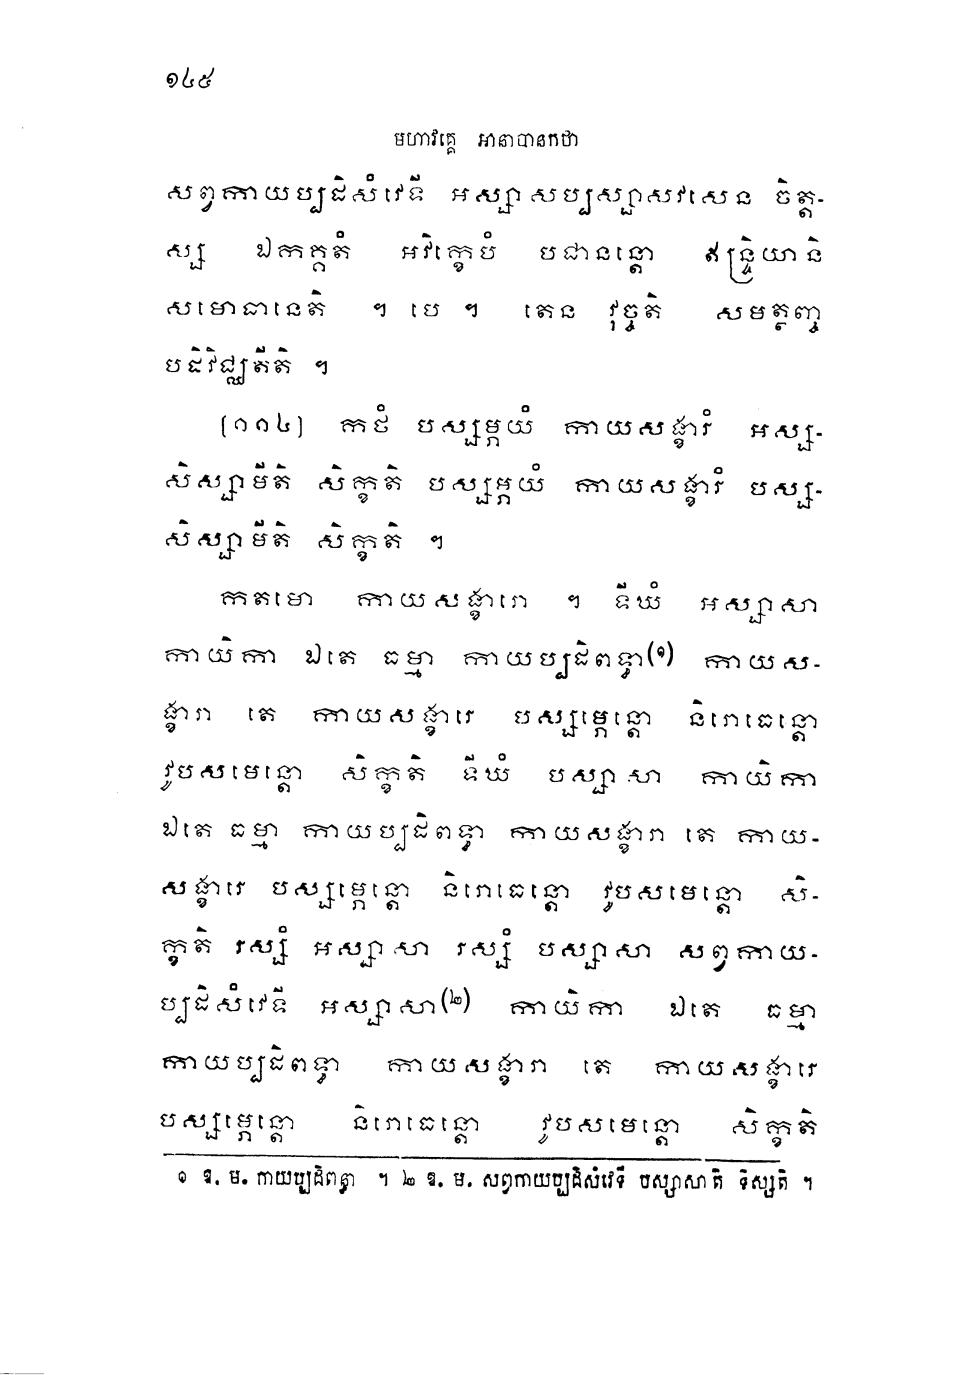 ១៤៥
មហាវគ្គេ អានាបានកថា
សព្វកាយប្បដិសំវេទី អស្សាសប្បស្សាសវសេន ចិត្ត-
ស្ស ឯកគ្គតំ អវិក្ខេបំ បជានន្តោ ឥន្ទ្រិយានិ
សមោធានេតិ ។ បេ ។ តេន វុច្ចតិ សមត្ថញ្ច
បដិវិជ្ឈតីតិ ។
[១១៤] កថំ បស្សម្ភយំ កាយសង្ខារំ អស្ស-
សិស្សាមីតិ សិក្ខតិ បស្សម្ភយំ កាយសង្ខារំ បស្ស-
សិស្សាមីតិ សិក្ខតិ ។
កតមោ កាយសង្ខារោ ។ ទីឃំ អស្សាសា
កាយិកា ឯតេ ធម្មា កាយប្បដិពទ្ធា(១) កាយស-
ង្ខារា តេ កាយសង្ខារេ បស្សម្ភេន្តោ និរោធេន្តោ
វូបសមេន្តោ សិក្ខតិ ទីឃំ បស្សាសា កាយិកា
ឯតេ ធម្មា កាយប្បដិពទ្ធា កាយសង្ខារា តេ កាយ-
សង្ខារេ បស្សម្ភេន្តោ និរោធេន្តោ វូបសមេន្តោ សិ-
ក្ខតិ រស្សំ អស្សាសា រស្សំ បស្សាសា សព្វកាយ-
ប្បដិសំវេទី អស្សាសា(២) កាយិកា ឯតេ ធម្មា
កាយប្បដិពទ្ធា កាយសង្ខារា តេ កាយសង្ខារេ
បស្សម្ភេន្តោ និរោធេន្តោ វូបសមេន្តោ សិក្ខតិ
១ ឱ. ម. កាយប្បដិពន្ធា ។ ២ ឱ. ម. សព្វកាយប្បដិសំវេទី បស្សាសាតិ ទិស្សតិ ។